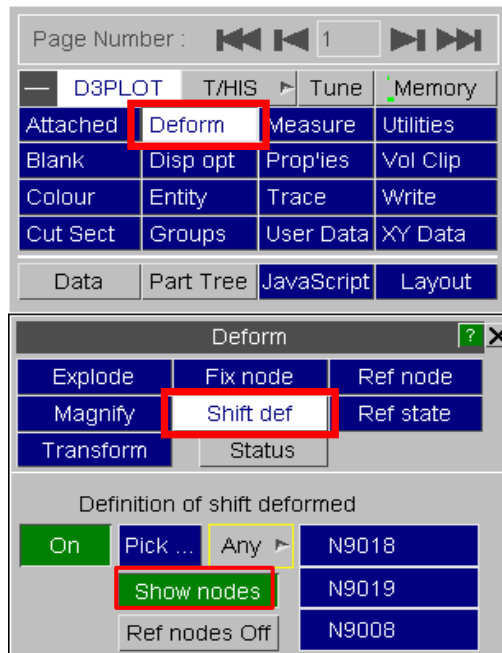 Page Number : 1
D3PLOT T/HIS Tune Memory
Attached Deform Measure Utilities
Blank Disp opt Prop'ies Vol Clip
Colour Entity Trace Write
Cut Sect Groups User Data XY Data
Data Part Tree JavaScript Layout
Deform ? X
Explode Fix node Ref node
Magnify Shift def Ref state
Transform Status
Definition of shift deformed
On Pick ... Any N9018
Show nodes N9019
Ref nodes Off N9008